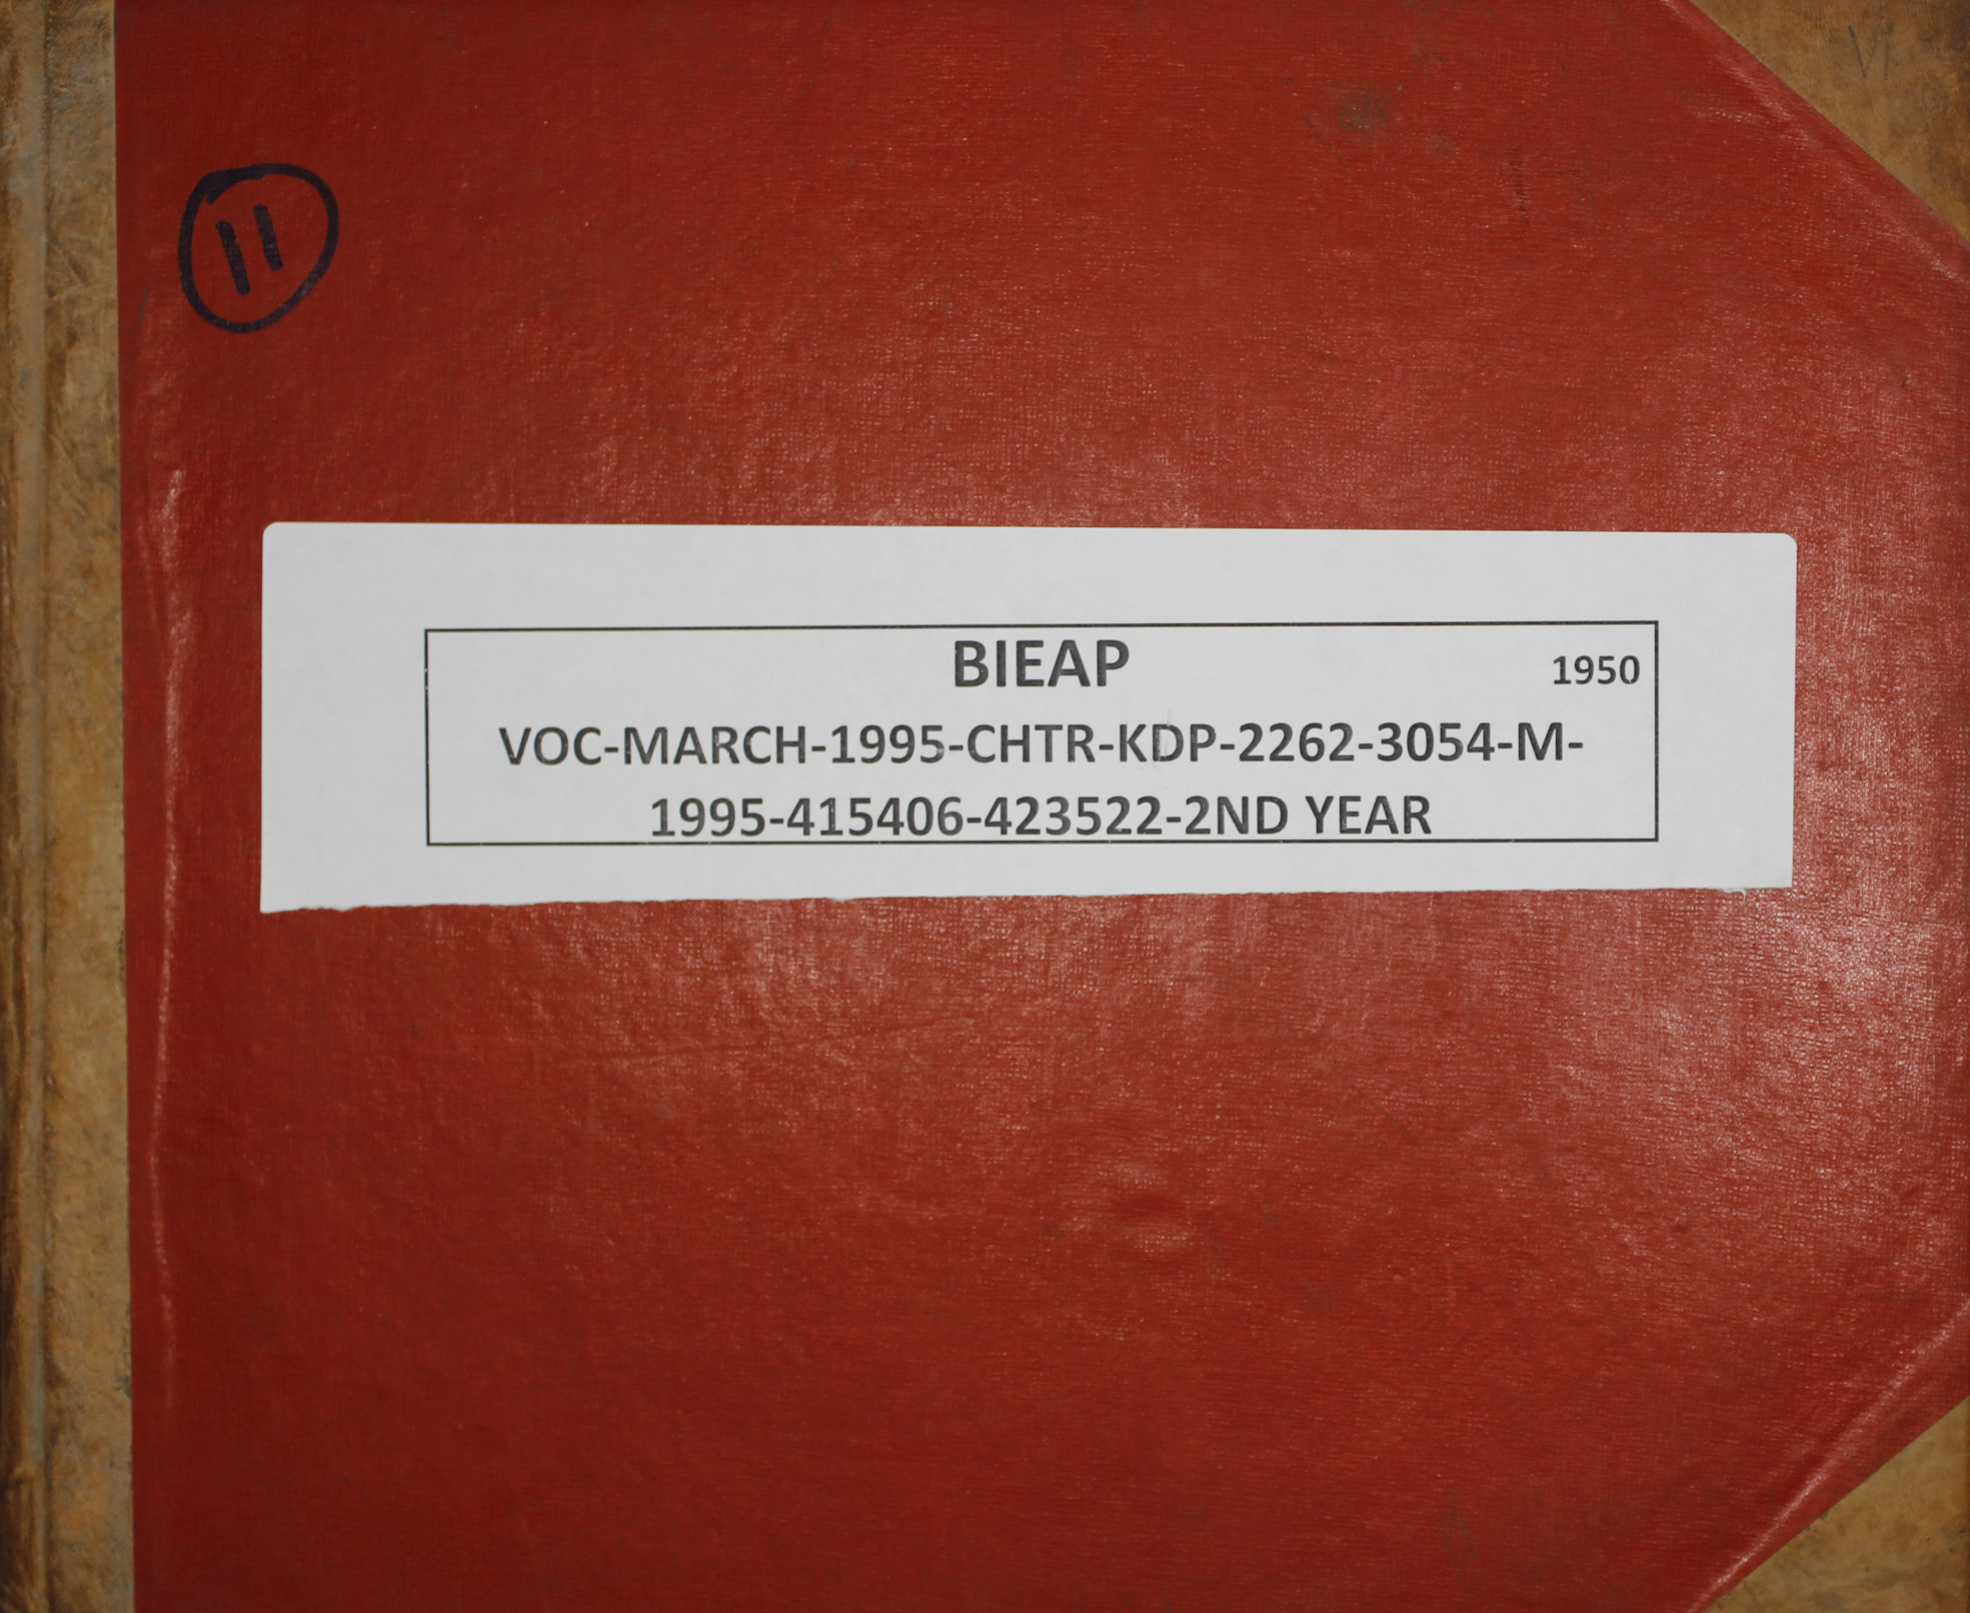 11
BIEAP 1950
VOC-MARCH-1995-CHTR-KDP-2262-3054-M-
1995-415406-423522-2ND YEAR